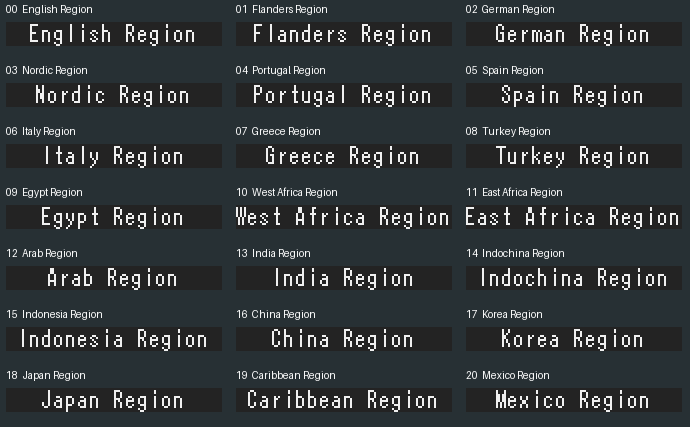 00 English Region 01 Flanders Region 02 German Region
English Region Flanders Region German Region
03 Nordic Region 04 Portugal Region 05 Spain Region
Nordic Region Portugal Region Spain Region
06 Italy Region 07 Greece Region 08 Turkey Region
Italy Region Greece Region Turkey Region
09 Egypt Region 10 West Africa Region 11 East Africa Region
Egypt Region West Africa Region East Africa Region
12 Arab Region 13 India Region 14 Indochina Region
Arab Region India Region Indochina Region
15 Indonesia Region 16 China Region 17 Korea Region
Indonesia Region China Region Korea Region
18 Japan Region 19 Caribbean Region 20 Mexico Region
Japan Region Caribbean Region Mexico Region